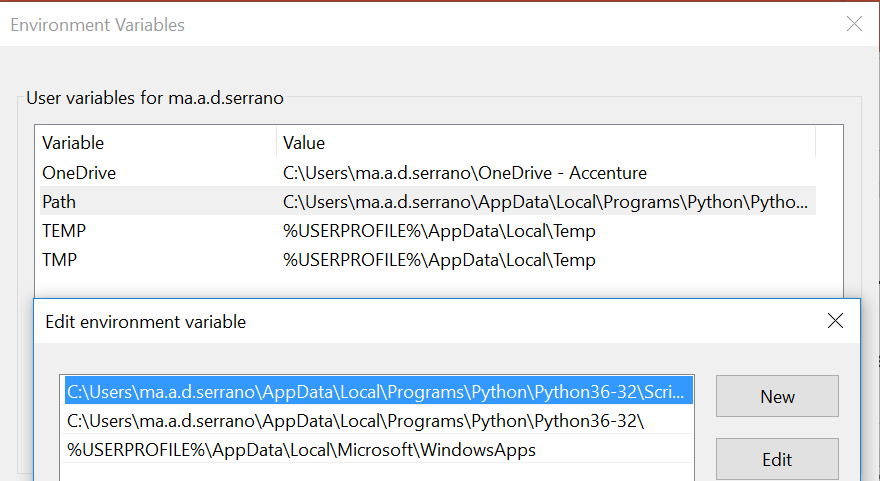 Environment Variables
User variables for ma.a.d.serrano
Variable Value
OneDrive C:\Users\ma.a.d.serrano\OneDrive - Accenture
Path C:\Users\ma.a.d.serrano\AppData\Local\Programs\Python\Pytho...
TEMP %USERPROFILE%\AppData\Local\Temp
TMP %USERPROFILE%\AppData\Local\Temp
Edit environment variable
C:\Users\ma.a.d.serrano\AppData\Local\Programs\Python\Python36-32\Scri...
New
C:\Users\ma.a.d.serrano\AppData\Local\Programs\Python\Python36-32\
%USERPROFILE%\AppData\Local\Microsoft\WindowsApps
Edit